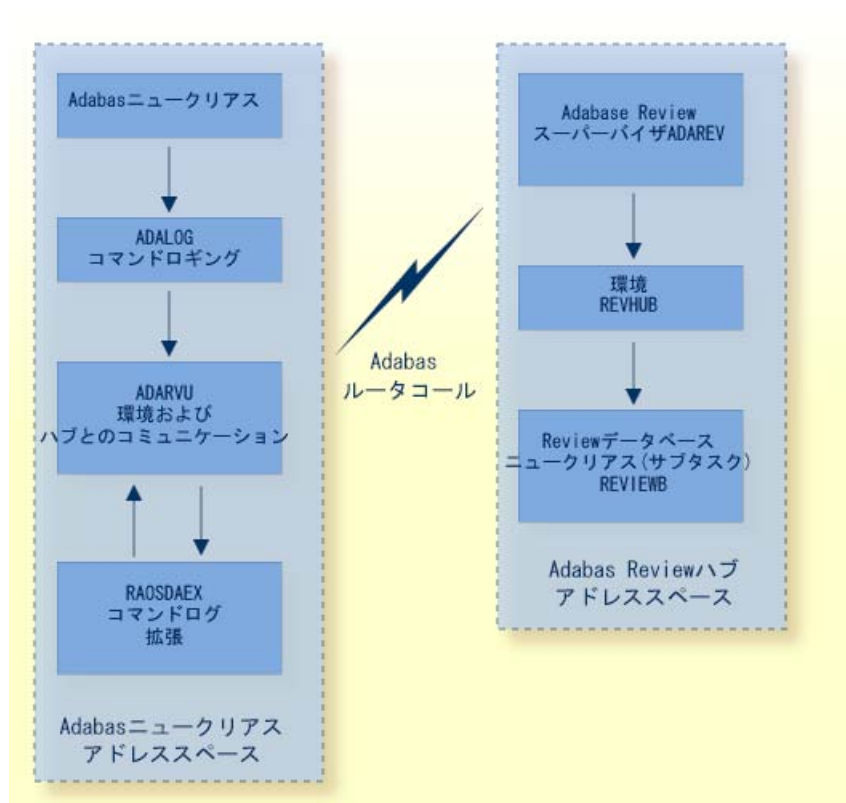 Adabasニュークリアス
ADALOG
コマンドロギング
ADARVU
環境および
ハブとのコミュニケーション
RAOSDAEX
コマンドログ
拡張
Adabasニュークリアス
アドレススペース
Adabas
ルータコール
Adabase Review
スーパーバイザADAREV
環境
REVHUB
Reviewデータベース
ニュークリアス(サブタスク)
REVIEWB
Adabas Reviewハブ
アドレススペース